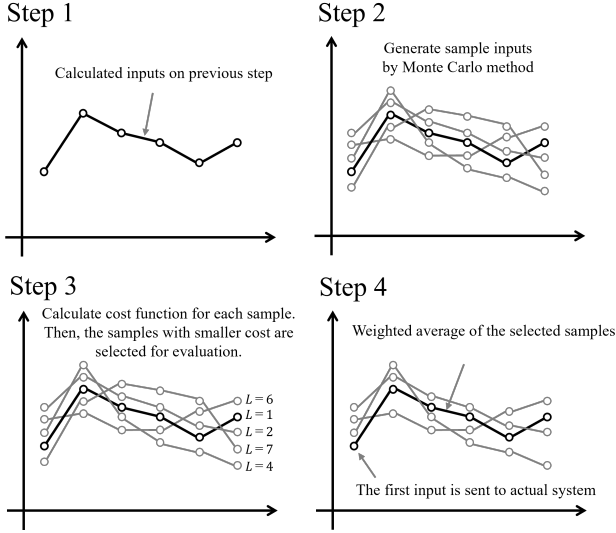 Step 1
Calculated inputs on previous step
Step 2
Generate sample inputs
by Monte Carlo method
Step 3
Calculate cost function for each sample.
Then, the samples with smaller cost are
selected for evaluation.
L = 6
L = 1
L = 2
L = 7
L = 4
Step 4
Weighted average of the selected samples
The first input is sent to actual system